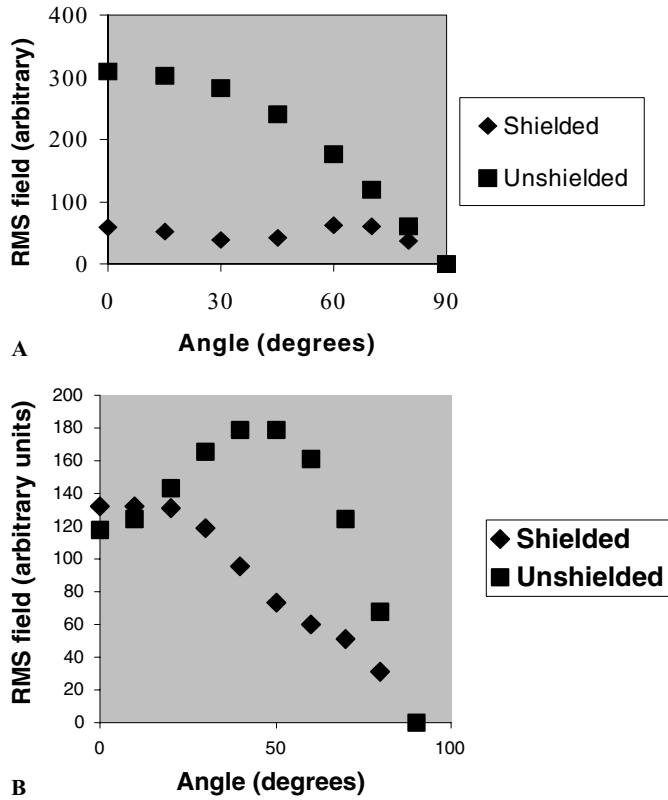 400
300
200
100
0
RMS field (arbitrary)
0 30 60 90
Angle (degrees)
Shielded
Unshielded
A
200
180
160
140
120
100
80
60
40
20
0
RMS field (arbitrary units)
0 50 100
Angle (degrees)
Shielded
Unshielded
B